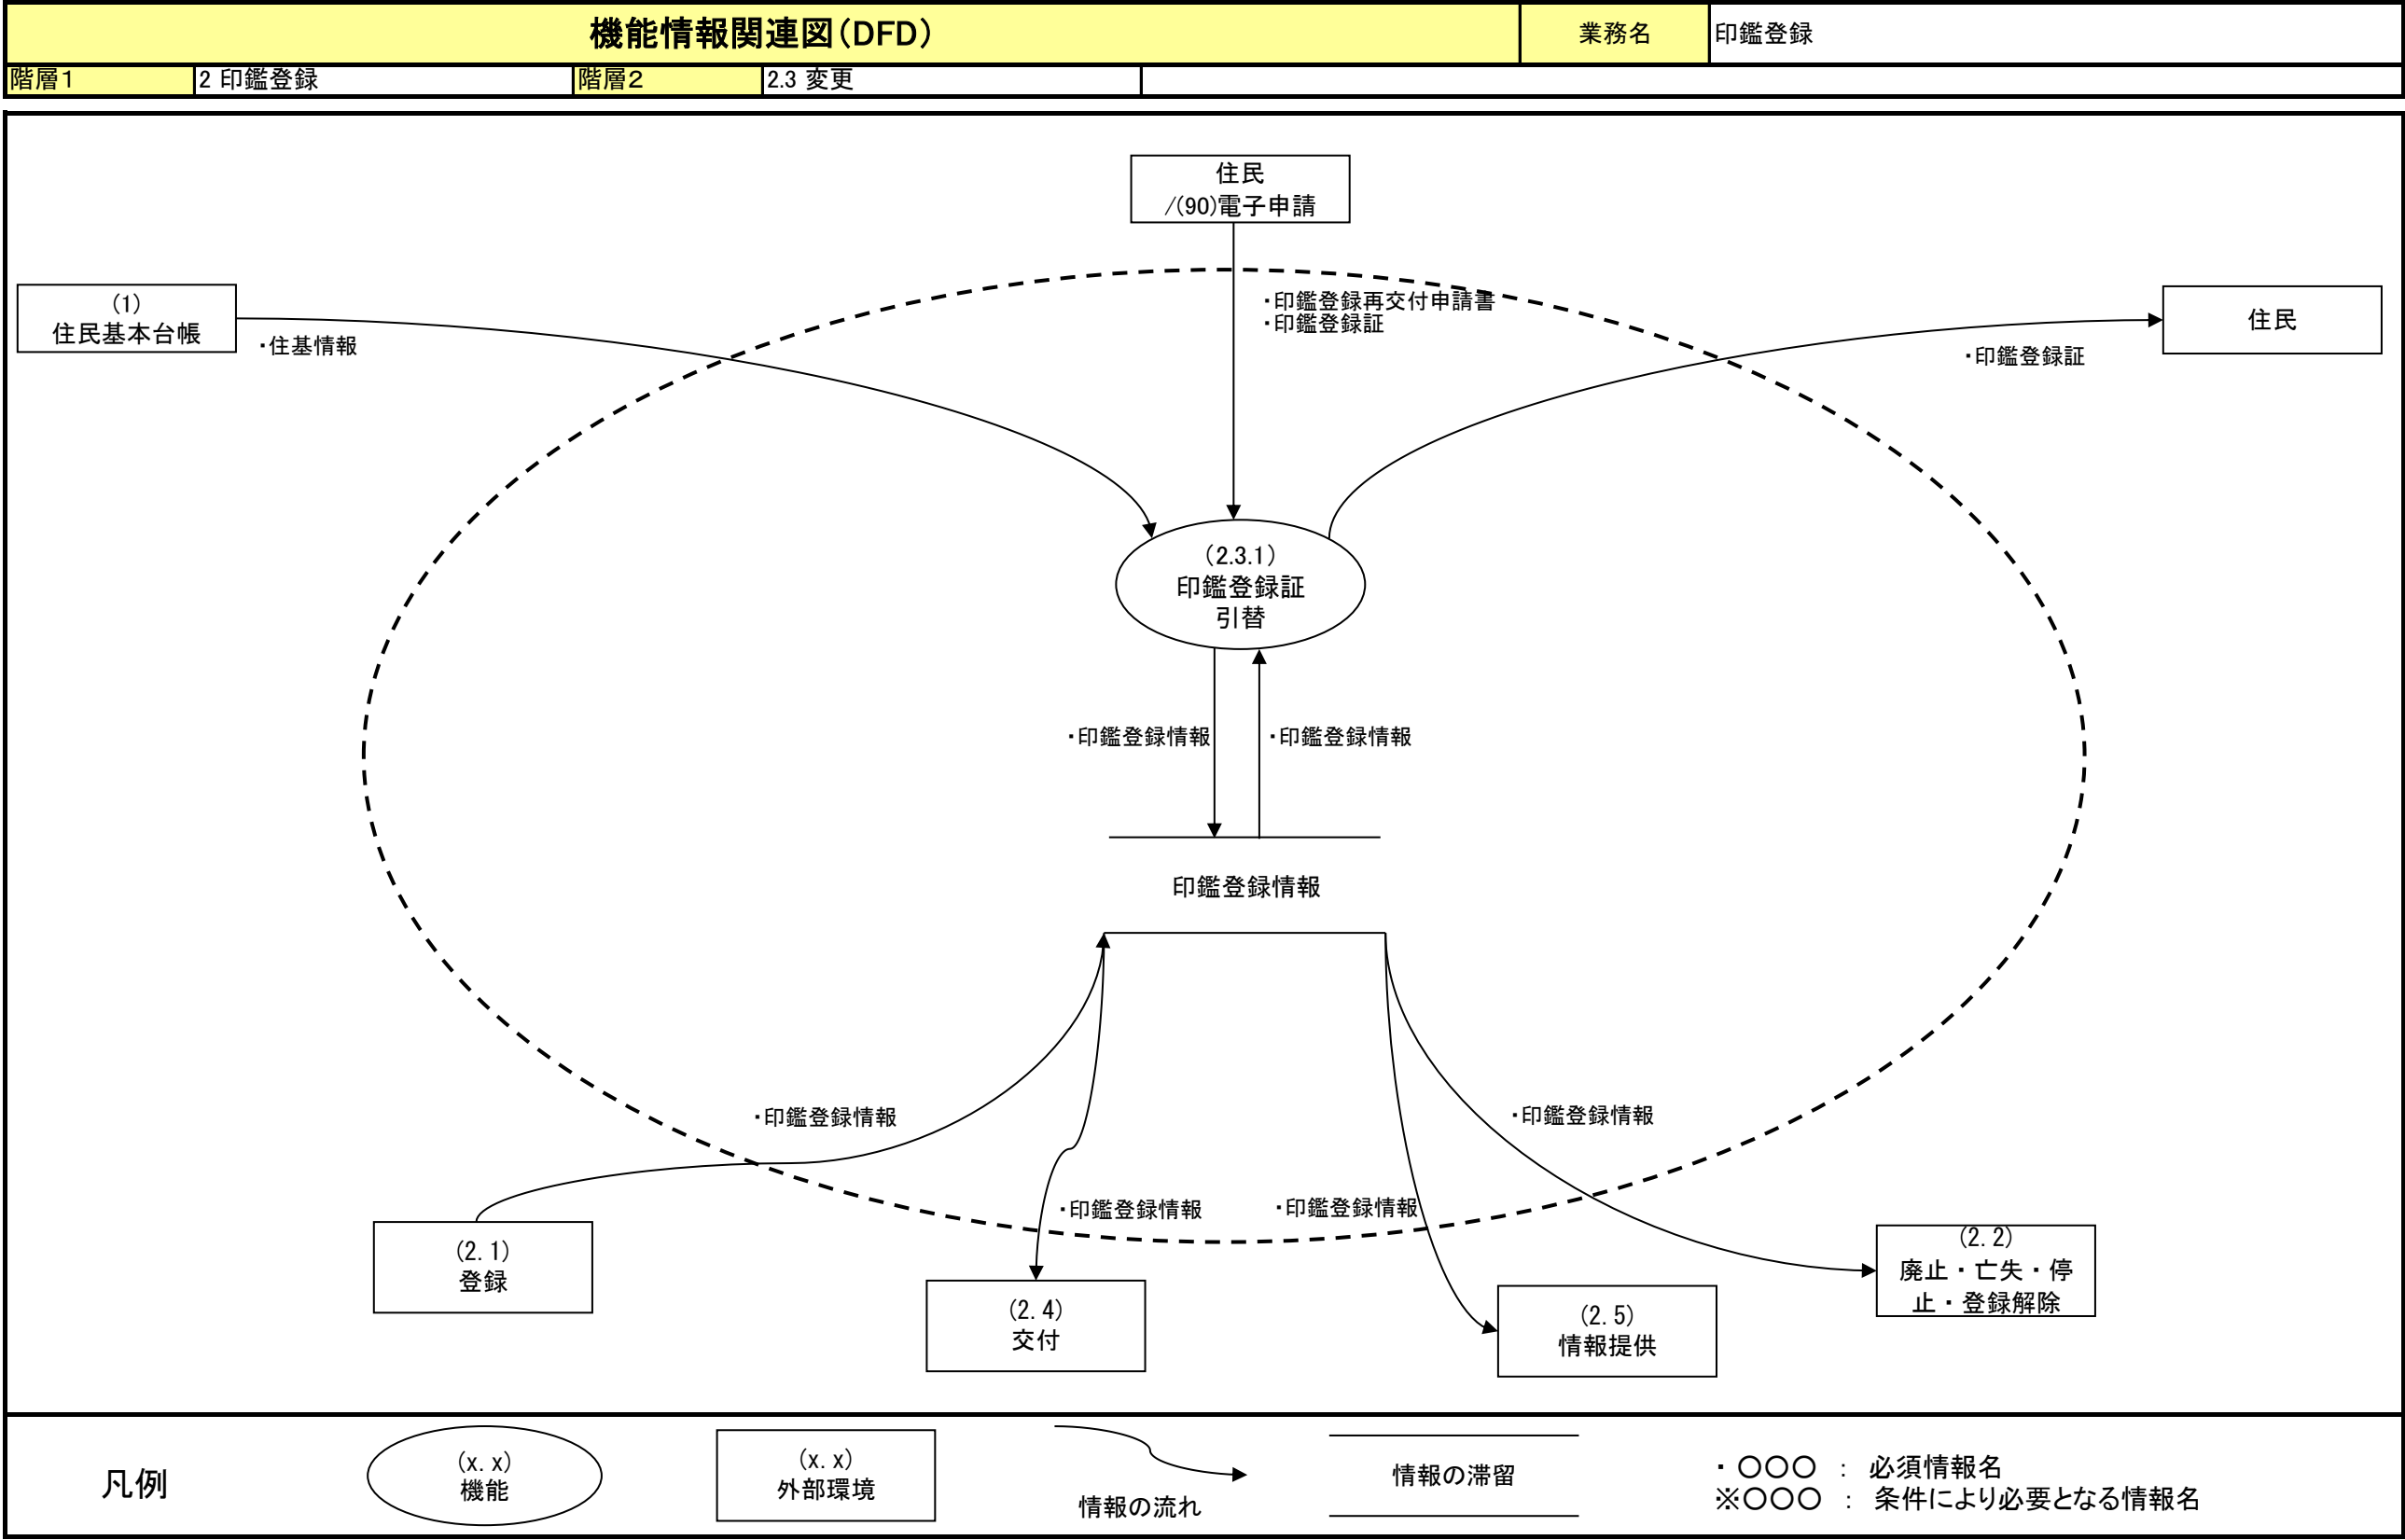 機能情報関連図（DFD）
業務名
印鑑登録
階層１
2 印鑑登録
階層２
2.3 変更
住民
/(90)電子申請
（1）
住民基本台帳
・住基情報
・印鑑登録再交付申請書
・印鑑登録証
住民
・印鑑登録証
（2.3.1）
印鑑登録証
引替
・印鑑登録情報
・印鑑登録情報
印鑑登録情報
・印鑑登録情報
・印鑑登録情報
・印鑑登録情報
・印鑑登録情報
(2.1)
登録
(2.4)
交付
(2.5)
情報提供
(2.2)
廃止・亡失・停
止・登録解除
凡例
(x.x)
機能
(x.x)
外部環境
情報の流れ
情報の滞留
・ ○○○ ： 必須情報名
※○○○ ： 条件により必要となる情報名